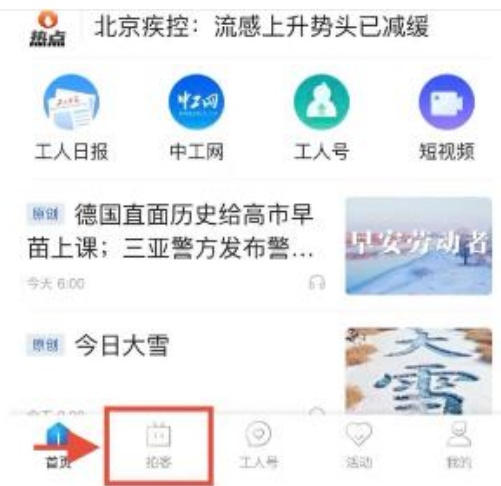 热点
北京疾控：流感上升势头已减缓
工人日报
中工网
工人号
短视频
原创 德国直面历史给高市早
苗上课；三亚警方发布警...
早安劳动者
今天 6:00
原创 今日大雪
大雪
首页
拍客
工人号
活动
我的